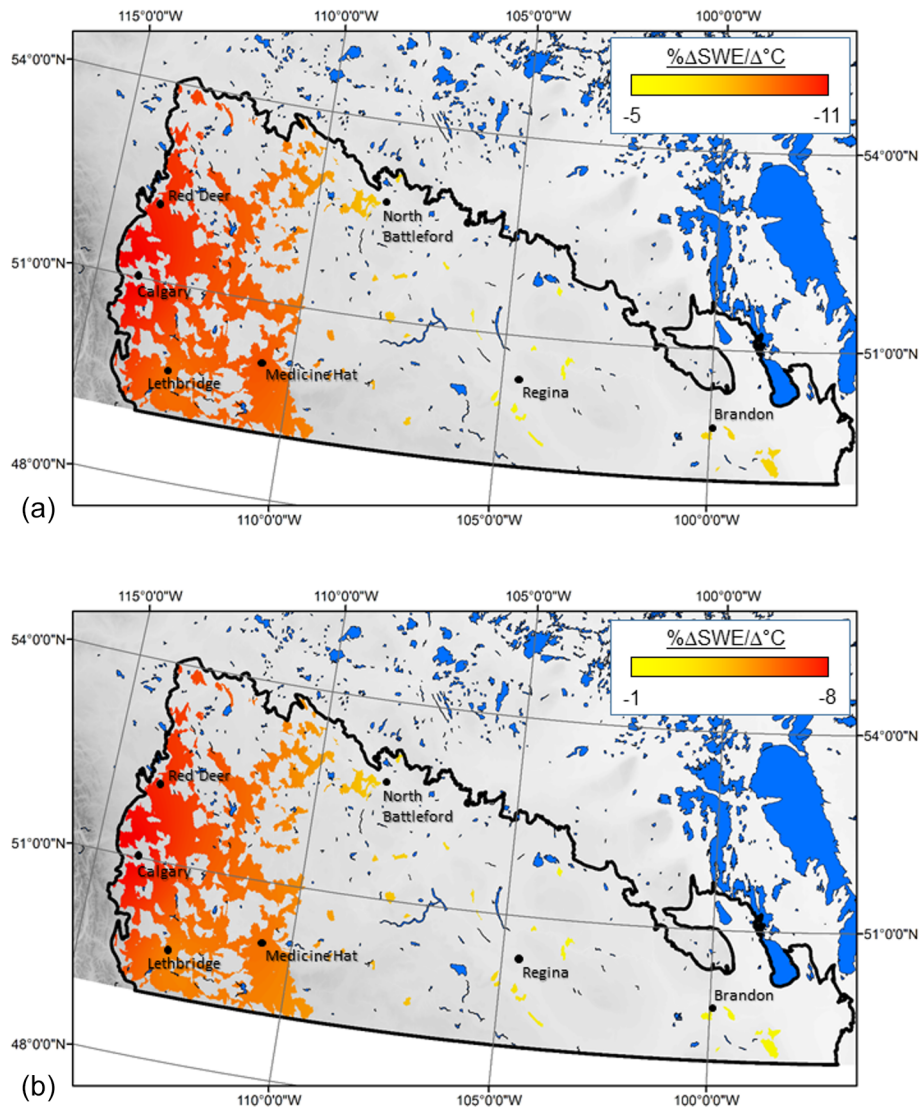 115°0'0"W 110°0'0"W 105°0'0"W 100°0'0"W
54°0'0"N
%ΔSWE/Δ°C
-5 -11
54°0'0"N
Red Deer
North
Battleford
51°0'0"N
Calgary
51°0'0"N
Lethbridge
Medicine Hat
Regina
Brandon
48°0'0"N
(a)
110°0'0"W 105°0'0"W 100°0'0"W
115°0'0"W 110°0'0"W 105°0'0"W 100°0'0"W
54°0'0"N
%ΔSWE/Δ°C
-1 -8
54°0'0"N
Red Deer
North
Battleford
51°0'0"N
Calgary
51°0'0"N
Lethbridge
Medicine Hat
Regina
Brandon
48°0'0"N
(b)
110°0'0"W 105°0'0"W 100°0'0"W